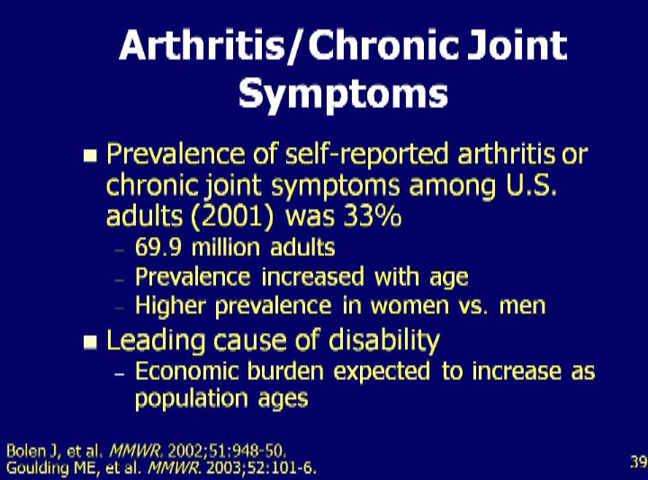 Arthritis/Chronic Joint
Symptoms
■ Prevalence of self-reported arthritis or
chronic joint symptoms among U.S.
adults (2001) was 33%
– 69.9 million adults
– Prevalence increased with age
– Higher prevalence in women vs. men
■ Leading cause of disability
– Economic burden expected to increase as
population ages
Bolen J, et al. MMWR. 2002;51:948-50.
Goulding ME, et al. MMWR. 2003;52:101-6.
39